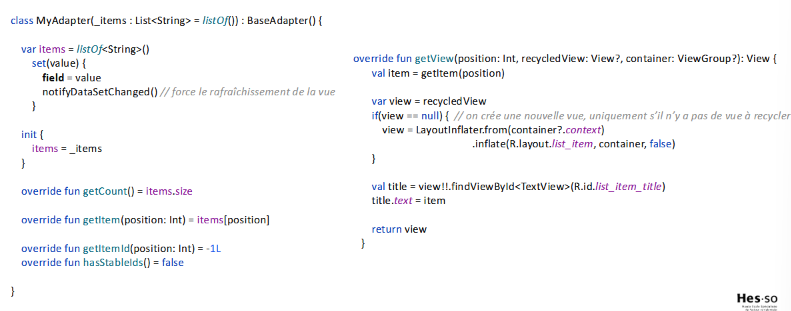 class MyAdapter(_items : List<String> = listOf()) : BaseAdapter() {
var items = listOf<String>()
set(value) {
field = value
notifyDataSetChanged() // force le rafraîchissement de la vue
}
init {
items = _items
}
override fun getCount() = items.size
override fun getItem(position: Int) = items[position]
override fun getItemId(position: Int) = -1L
override fun hasStableIds() = false
}
override fun getView(position: Int, recycledView: View?, container: ViewGroup?): View {
val item = getItem(position)
var view = recycledView
if(view == null) { // on crée une nouvelle vue, uniquement s'il n'y a pas de vue à recycler
view = LayoutInflater.from(container?.context)
.inflate(R.layout.list_item, container, false)
}
val title = view!!.findViewById<TextView>(R.id.list_item_title)
title.text = item
return view
}
Hes·so